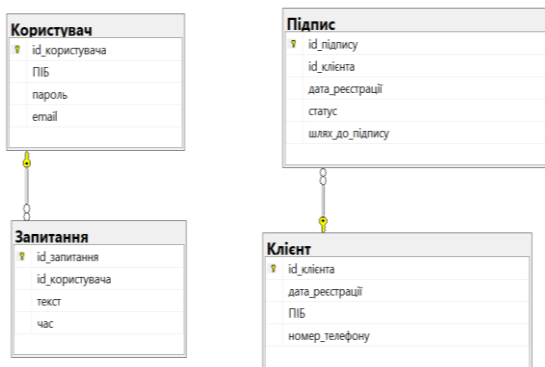 Користувач
id_користувача
ПІБ
пароль
email
Підпис
id_підпису
id_клієнта
дата_реєстрації
статус
шлях_до_підпису
Запитання
id_запитання
id_користувача
текст
час
Клієнт
id_клієнта
дата_реєстрації
ПІБ
номер_телефону